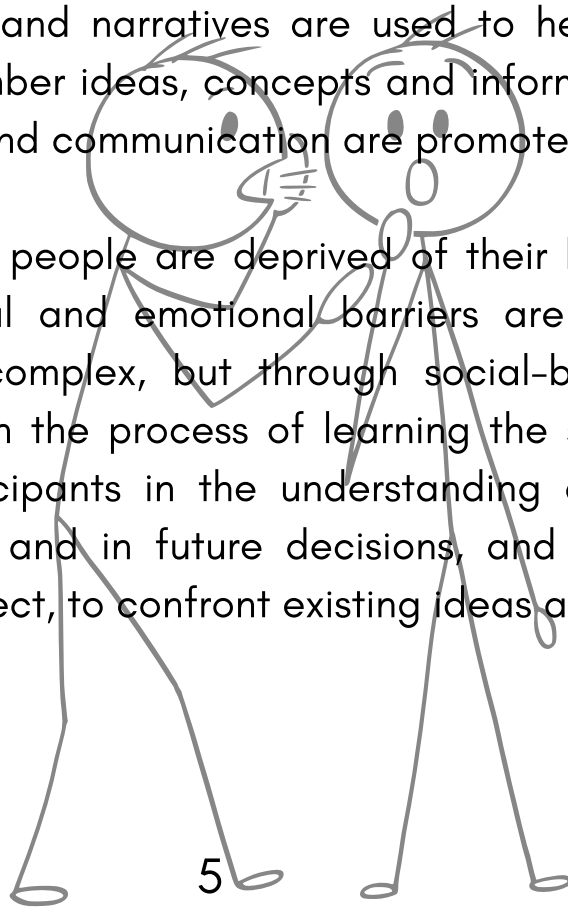 and narratives are used to he
ber ideas, concepts and inforn
nd communication are promote
people are deprived of their
al and emotional barriers are
complex, but through social-b
the process of learning the
cipants in the understanding
and in future decisions, and
ect, to confront existing ideas a
5